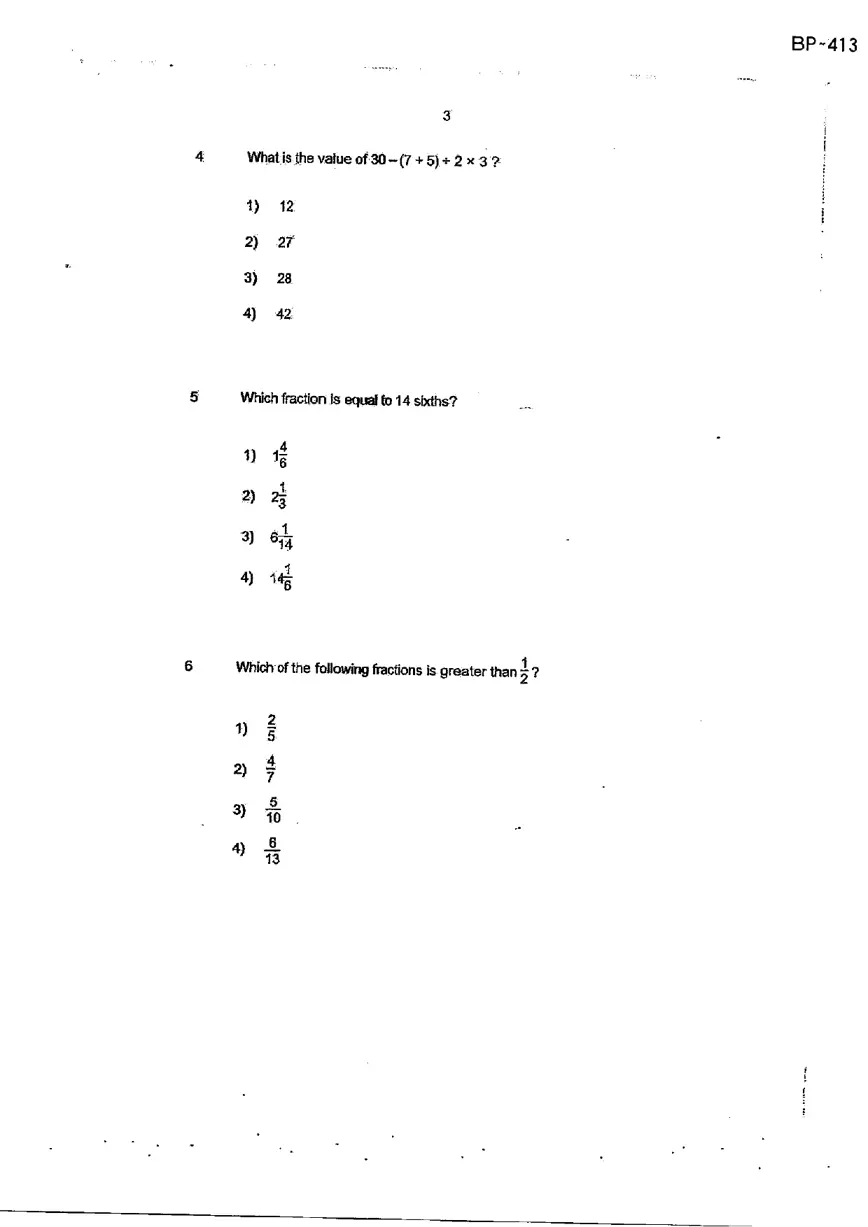 BP-413
3
4 What is the value of 30 – (7 + 5) ÷ 2 × 3 ?
1) 12
2) 27
3) 28
4) 42
5 Which fraction is equal to 14 sixths?
1) 1 4/6
2) 2 1/3
3) 6 1/14
4) 14 1/6
6 Which of the following fractions is greater than 1/2 ?
1) 2/5
2) 4/7
3) 5/10
4) 6/13